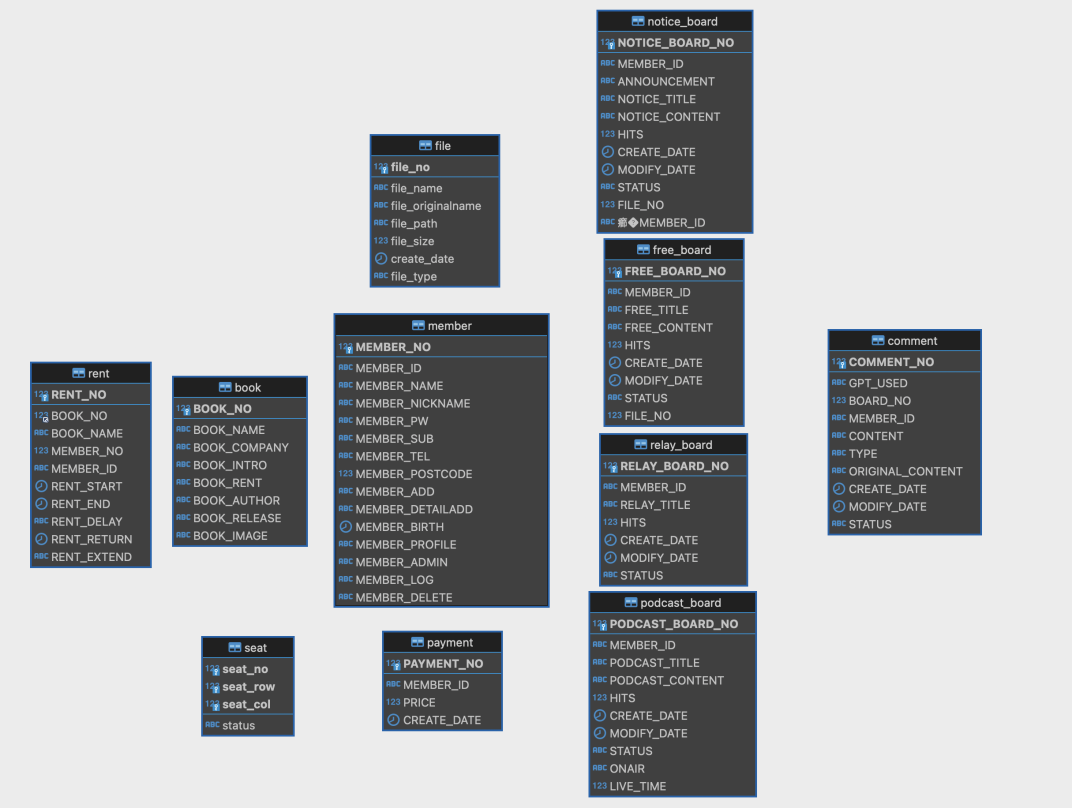 notice_board
NOTICE_BOARD_NO
MEMBER_ID
ANNOUNCEMENT
NOTICE_TITLE
NOTICE_CONTENT
HITS
CREATE_DATE
MODIFY_DATE
STATUS
FILE_NO
MEMBER_ID
file
file_no
file_name
file_originalname
file_path
file_size
create_date
file_type
free_board
FREE_BOARD_NO
MEMBER_ID
FREE_TITLE
FREE_CONTENT
HITS
CREATE_DATE
MODIFY_DATE
STATUS
FILE_NO
member
MEMBER_NO
MEMBER_ID
MEMBER_NAME
MEMBER_NICKNAME
MEMBER_PW
MEMBER_SUB
MEMBER_TEL
MEMBER_POSTCODE
MEMBER_ADD
MEMBER_DETAILADD
MEMBER_BIRTH
MEMBER_PROFILE
MEMBER_ADMIN
MEMBER_LOG
MEMBER_DELETE
comment
COMMENT_NO
GPT_USED
BOARD_NO
MEMBER_ID
CONTENT
TYPE
ORIGINAL_CONTENT
CREATE_DATE
MODIFY_DATE
STATUS
rent
RENT_NO
BOOK_NO
BOOK_NAME
MEMBER_NO
MEMBER_ID
RENT_START
RENT_END
RENT_DELAY
RENT_RETURN
RENT_EXTEND
book
BOOK_NO
BOOK_NAME
BOOK_COMPANY
BOOK_INTRO
BOOK_RENT
BOOK_AUTHOR
BOOK_RELEASE
BOOK_IMAGE
relay_board
RELAY_BOARD_NO
MEMBER_ID
RELAY_TITLE
HITS
CREATE_DATE
MODIFY_DATE
STATUS
seat
seat_no
seat_row
seat_col
status
payment
PAYMENT_NO
MEMBER_ID
PRICE
CREATE_DATE
podcast_board
PODCAST_BOARD_NO
MEMBER_ID
PODCAST_TITLE
PODCAST_CONTENT
HITS
CREATE_DATE
MODIFY_DATE
STATUS
ONAIR
LIVE_TIME